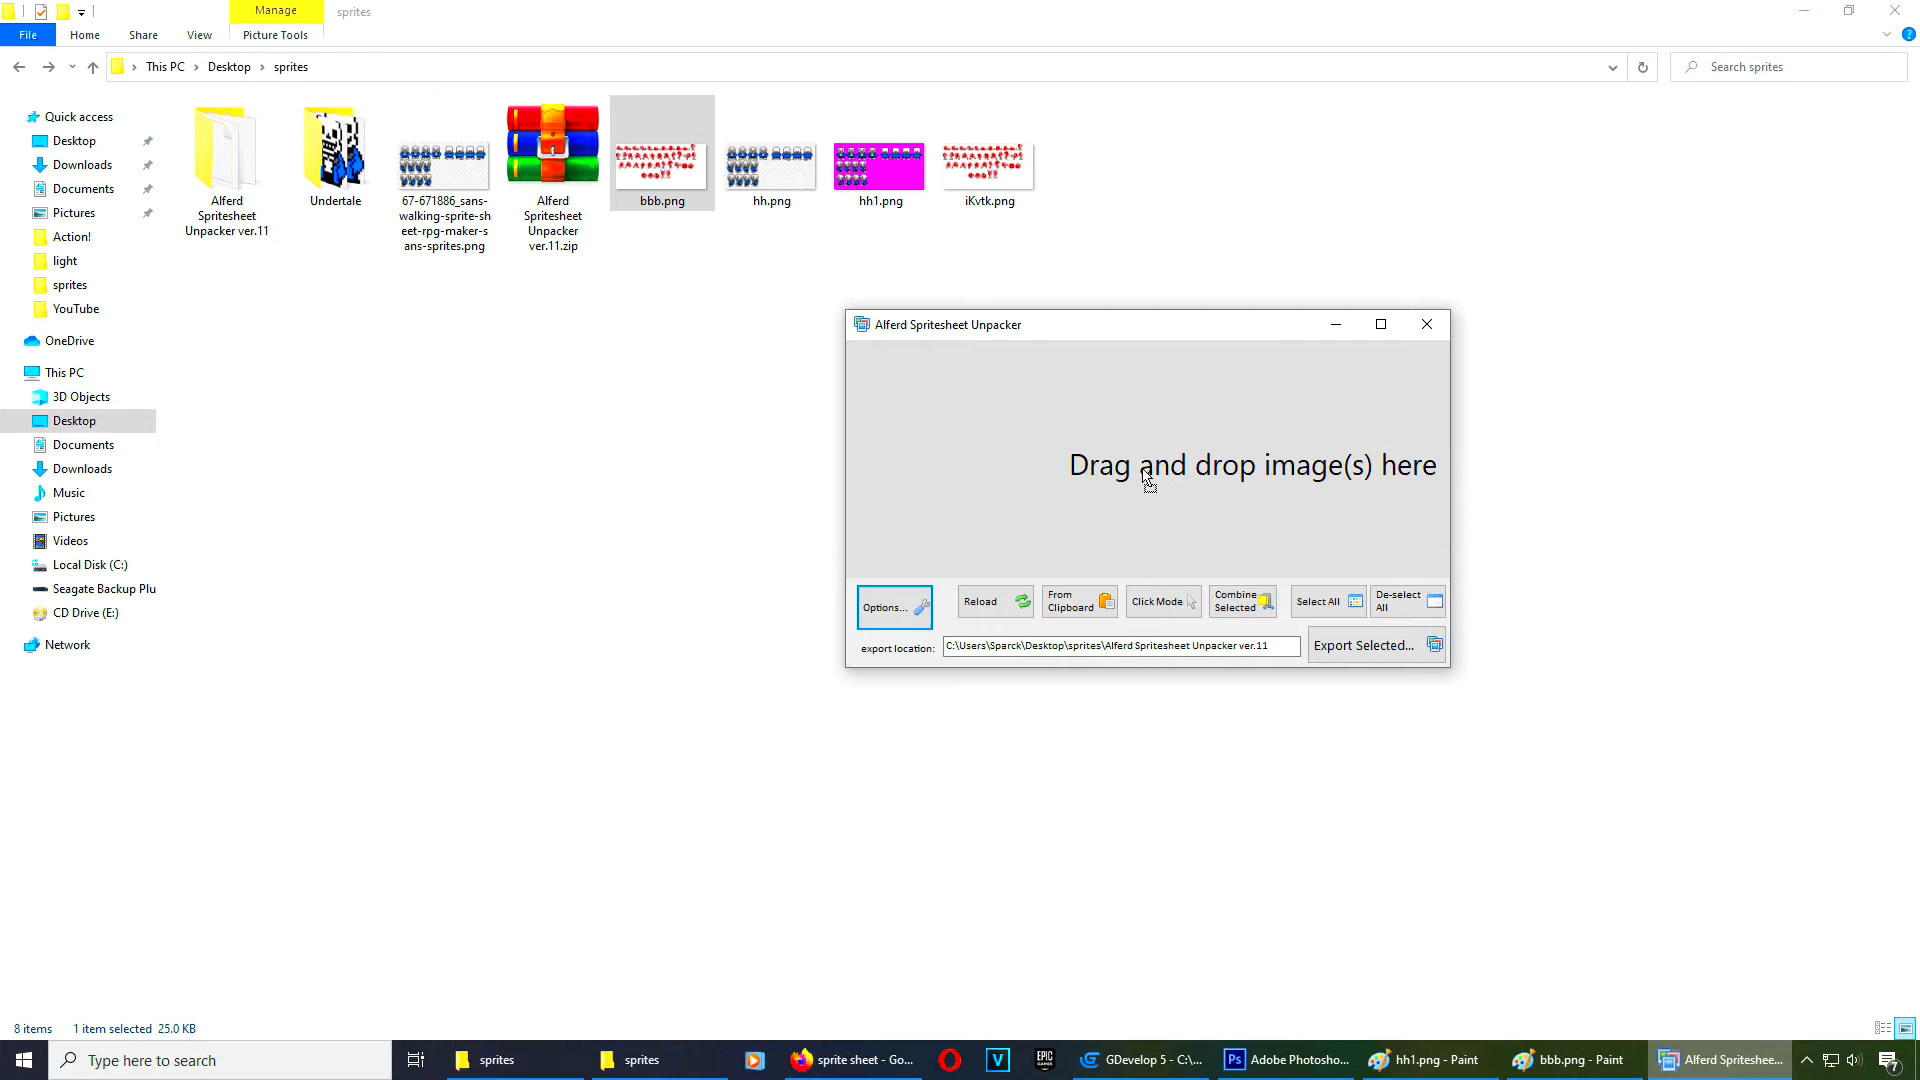 Manage
sprites
File
Home
Share
View
Picture Tools
?
This PC
Desktop
sprites
Search sprites
Quick access
Desktop
Downloads
Documents
Pictures
Action!
light
sprites
YouTube
OneDrive
This PC
3D Objects
Desktop
Documents
Downloads
Music
Pictures
Videos
Local Disk (C:)
Seagate Backup Plu
CD Drive (E:)
Network
Alferd
Spritesheet
Unpacker ver.11
Undertale
67-671886_sans-
walking-sprite-sh
eet-rpg-maker-s
ans-sprites.png
Alferd
Spritesheet
Unpacker
ver.11.zip
bbb.png
hh.png
hh1.png
iKvtk.png
Alferd Spritesheet Unpacker
Drag and drop image(s) here
Options...
Reload
From
Clipboard
Click Mode
Combine
Selected
Select All
De-select
All
export location:
C:\Users\Sparck\Desktop\sprites\Alferd Spritesheet Unpacker ver.11
Export Selected...
8 items
1 item selected 25.0 KB
Type here to search
sprites
sprites
sprite sheet - Go...
V
EPIC
GAMES
GDevelop 5 - C:\...
Ps
Adobe Photosho...
hh1.png - Paint
bbb.png - Paint
Alferd Spriteshee...
7